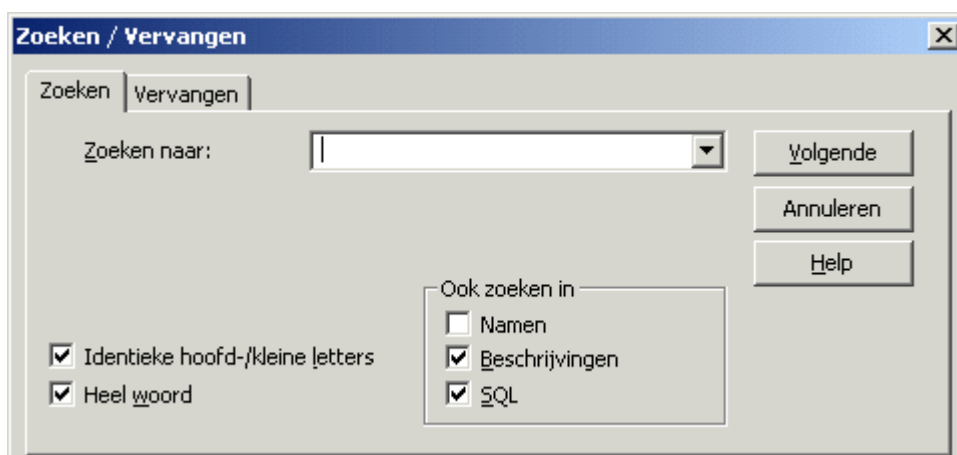 Zoeken / Vervangen
Zoeken Vervangen
Zoeken naar: Volgende
Annuleren
Help
Ook zoeken in
Namen
Identieke hoofd-/kleine letters Beschrijvingen
Heel woord SQL